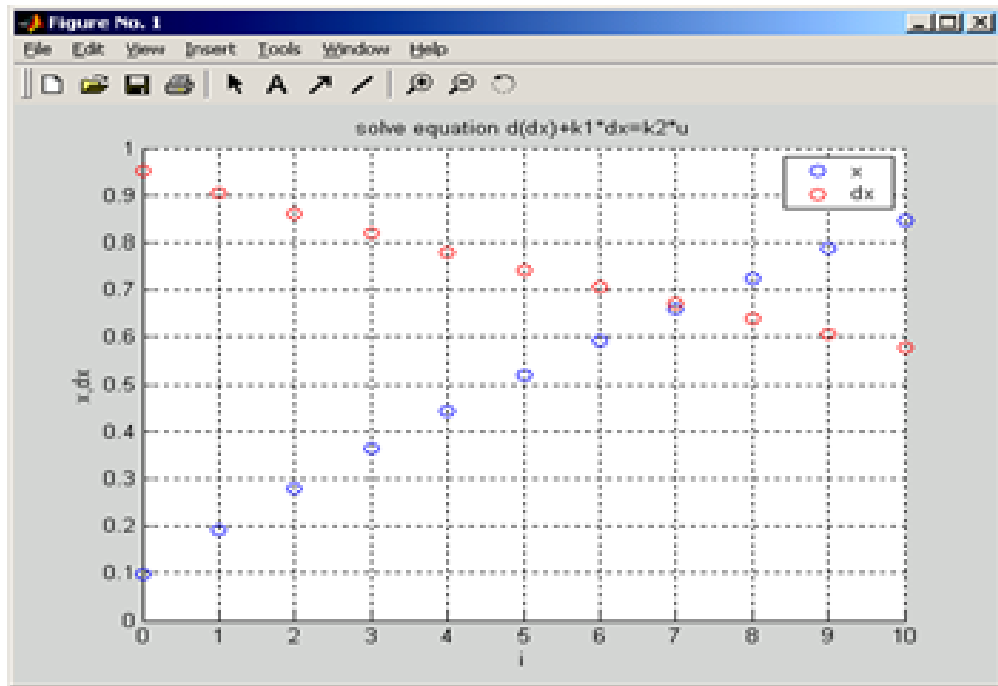 Figure No. 1
File Edit View Insert Tools Window Help
A
solve equation d(dx)+k1*dx=k2*u
x
dx
1
0.9
0.8
0.7
0.6
0.5
0.4
0.3
0.2
0.1
0
x,dx
0 1 2 3 4 5 6 7 8 9 10
i